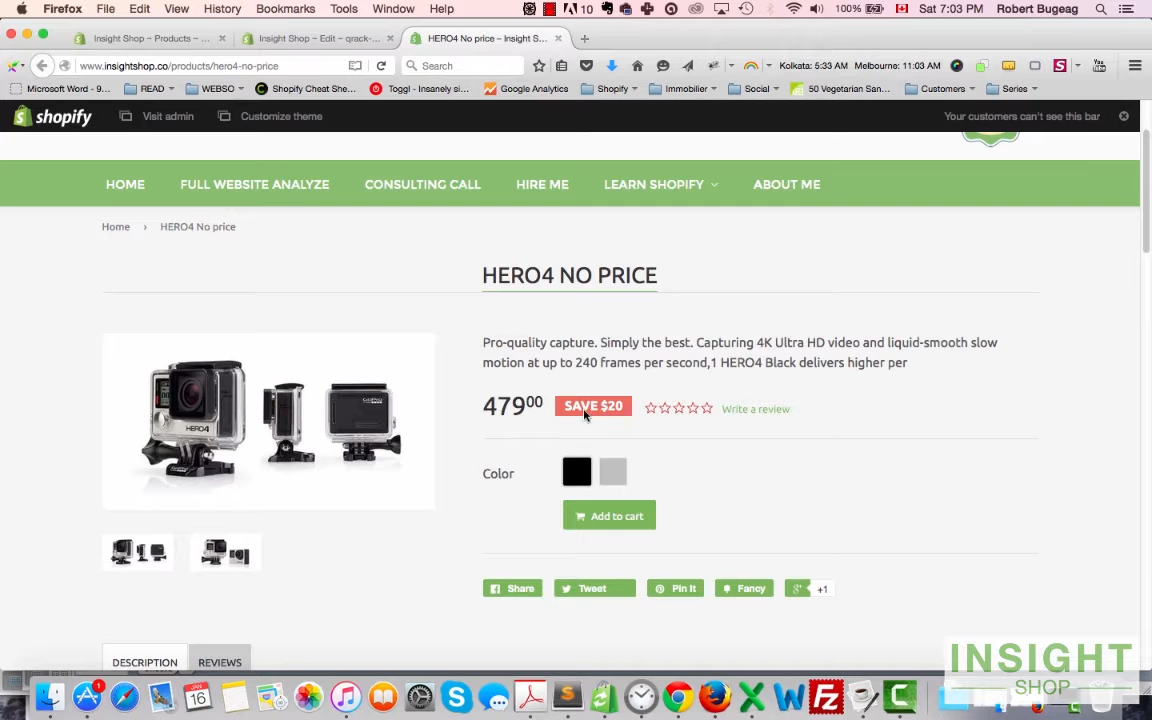 Firefox File Edit View History Bookmarks Tools Window Help 10 100% Sat 7:03 PM Robert Bugeag
Insight Shop ~ Products ~ ... Insight Shop ~ Edit ~ qrack-... HERO4 No price – Insight S...
www.insightshop.co/products/hero4-no-price Search Kolkata: 5:33 AM Melbourne: 11:03 AM
Microsoft Word - 9... READ WEBSO Shopify Cheat She... Toggl - Insanely si... Google Analytics Shopify Immobilier Social 50 Vegetarian San... Customers Series
shopify Visit admin Customize theme Your customers can't see this bar
HOME FULL WEBSITE ANALYZE CONSULTING CALL HIRE ME LEARN SHOPIFY ABOUT ME
Home › HERO4 No price
HERO4 NO PRICE
Pro-quality capture. Simply the best. Capturing 4K Ultra HD video and liquid-smooth slow
motion at up to 240 frames per second,1 HERO4 Black delivers higher per
479 00 SAVE $20 Write a review
Color
Add to cart
Share Tweet Pin It Fancy g+ +1
DESCRIPTION REVIEWS
INSIGHT
SHOP